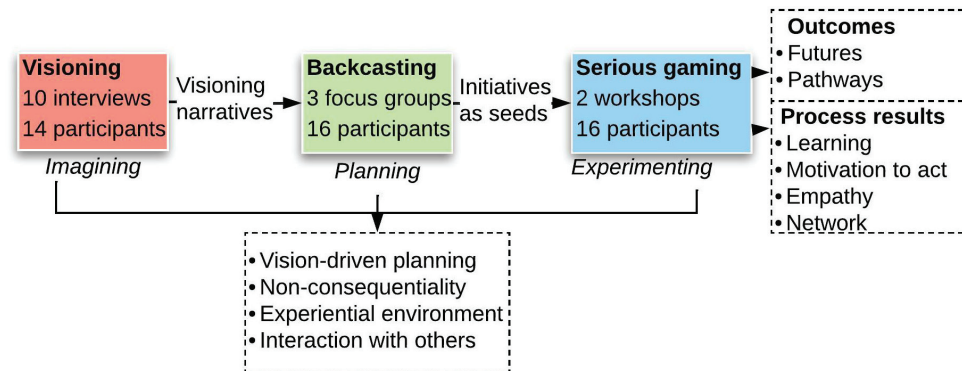 Visioning
10 interviews
14 participants
Imagining
Visioning
narratives
Backcasting
3 focus groups
16 participants
Planning
Initiatives
as seeds
Serious gaming
2 workshops
16 participants
Experimenting
Outcomes
• Futures
• Pathways
Process results
• Learning
• Motivation to act
• Empathy
• Network
• Vision-driven planning
• Non-consequentiality
• Experiential environment
• Interaction with others